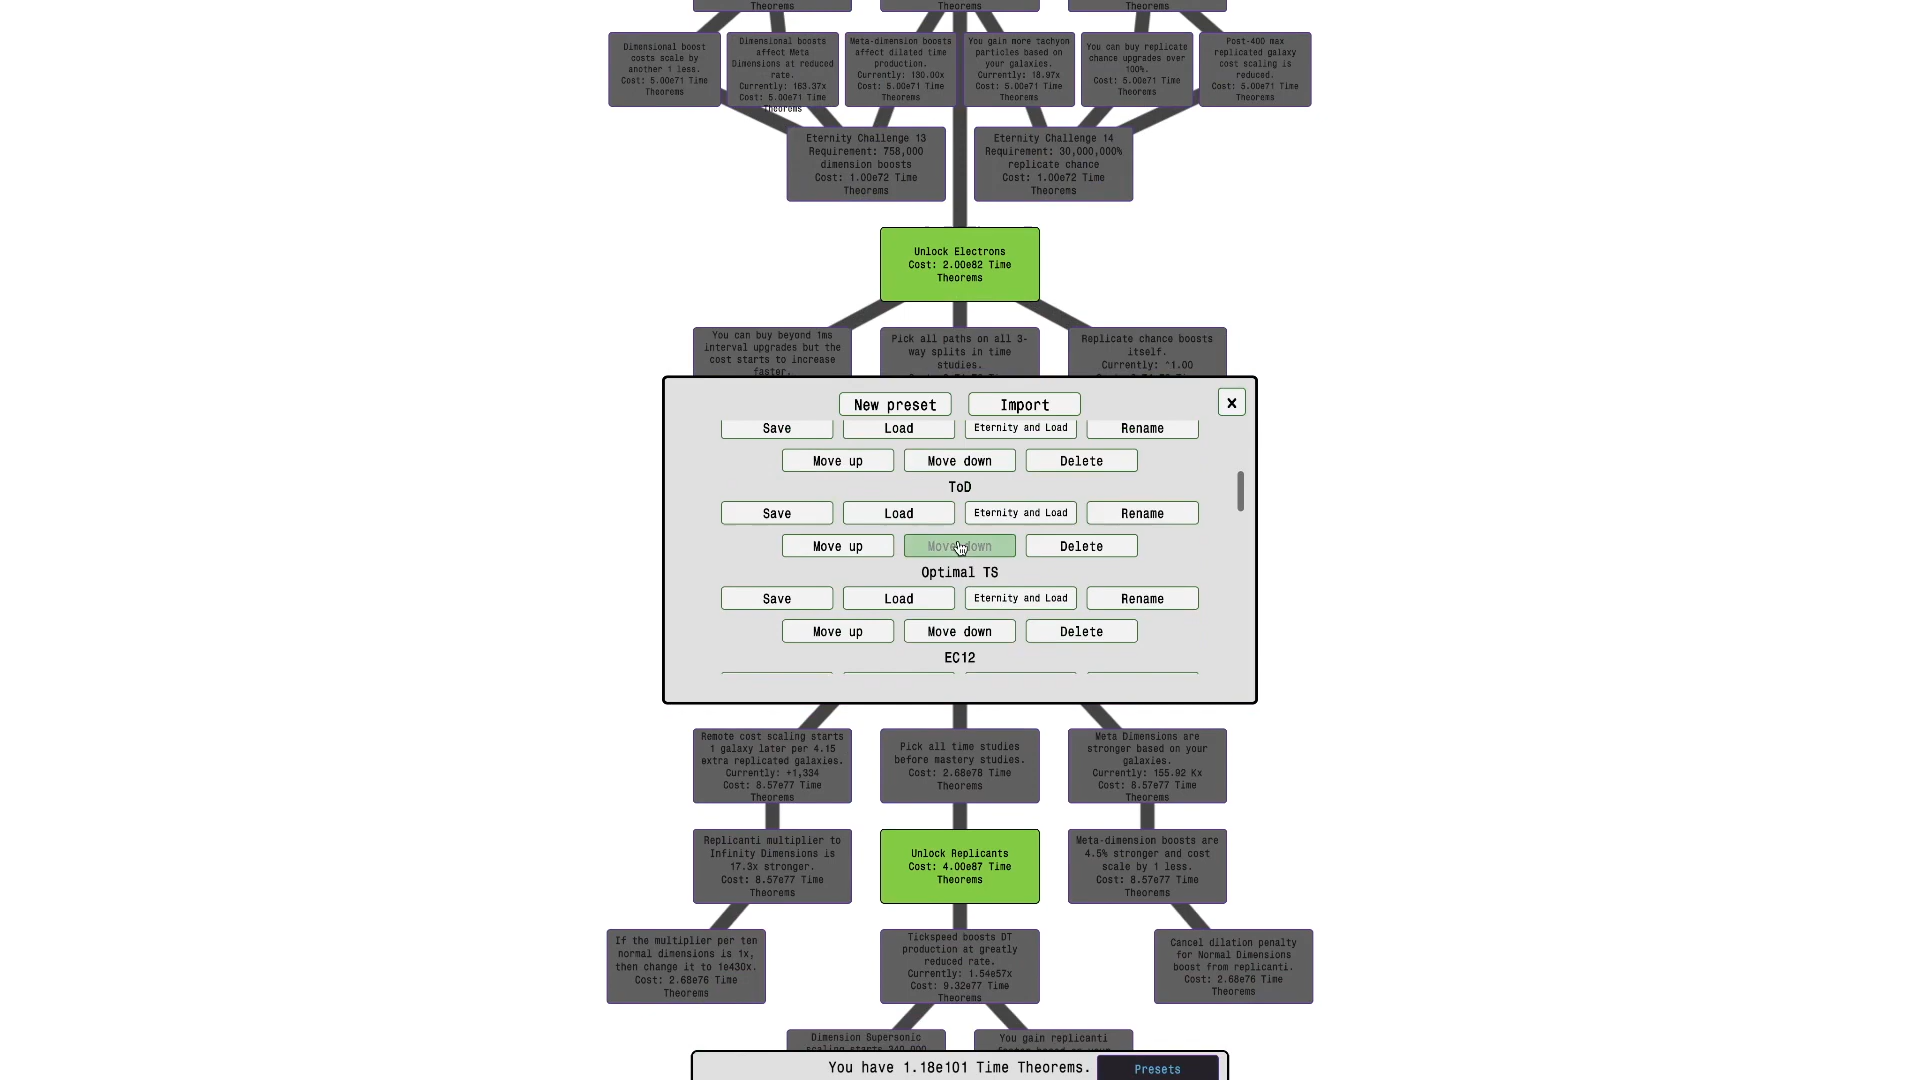 Theorems
Theorems
Theorems
Dimensional boost
costs scale by
another 1 less.
Cost: 5.00e71 Time
Theorems
Dimensional boosts
affect Meta
Dimensions at reduced
rate.
Currently: 163.37x
Cost: 5.00e71 Time
Theorems
Meta-dimension boosts
affect dilated time
production.
Currently: 130.00x
Cost: 5.00e71 Time
Theorems
You gain more tachyon
particles based on
your galaxies.
Currently: 18.97x
Cost: 5.00e71 Time
Theorems
You can buy replicate
chance upgrades over
100%.
Cost: 5.00e71 Time
Theorems
Post-400 max
replicated galaxy
cost scaling is
reduced.
Cost: 5.00e71 Time
Theorems
Eternity Challenge 13
Requirement: 758,000
dimension boosts
Cost: 1.00e72 Time
Theorems
Eternity Challenge 14
Requirement: 30,000,000%
replicate chance
Cost: 1.00e72 Time
Theorems
Unlock Electrons
Cost: 2.00e82 Time
Theorems
You can buy beyond 1ms
interval upgrades but the
cost starts to increase
faster.
Pick all paths on all 3-
way splits in time
studies.
Replicate chance boosts
itself.
Currently: ^1.00
New preset
Import
x
Save
Load
Eternity and Load
Rename
Move up
Move down
Delete
ToD
Save
Load
Eternity and Load
Rename
Move up
Move down
Delete
Optimal TS
Save
Load
Eternity and Load
Rename
Move up
Move down
Delete
EC12
Remote cost scaling starts
1 galaxy later per 4.15
extra replicated galaxies.
Currently: +1,334
Cost: 8.57e77 Time
Theorems
Pick all time studies
before mastery studies.
Cost: 2.68e78 Time
Theorems
Meta Dimensions are
stronger based on your
galaxies.
Currently: 155.92 Kx
Cost: 8.57e77 Time
Theorems
Replicanti multiplier to
Infinity Dimensions is
17.3x stronger.
Cost: 8.57e77 Time
Theorems
Unlock Replicants
Cost: 4.00e87 Time
Theorems
Meta-dimension boosts are
4.5% stronger and cost
scale by 1 less.
Cost: 8.57e77 Time
Theorems
If the multiplier per ten
normal dimensions is 1x,
then change it to 1e430x.
Cost: 2.68e76 Time
Theorems
Tickspeed boosts DT
production at greatly
reduced rate.
Currently: 1.54e57x
Cost: 9.32e77 Time
Theorems
Cancel dilation penalty
for Normal Dimensions
boost from replicanti.
Cost: 2.68e76 Time
Theorems
Dimension Supersonic
scaling starts 240,000
You gain replicanti
You have 1.18e101 Time Theorems.
Presets